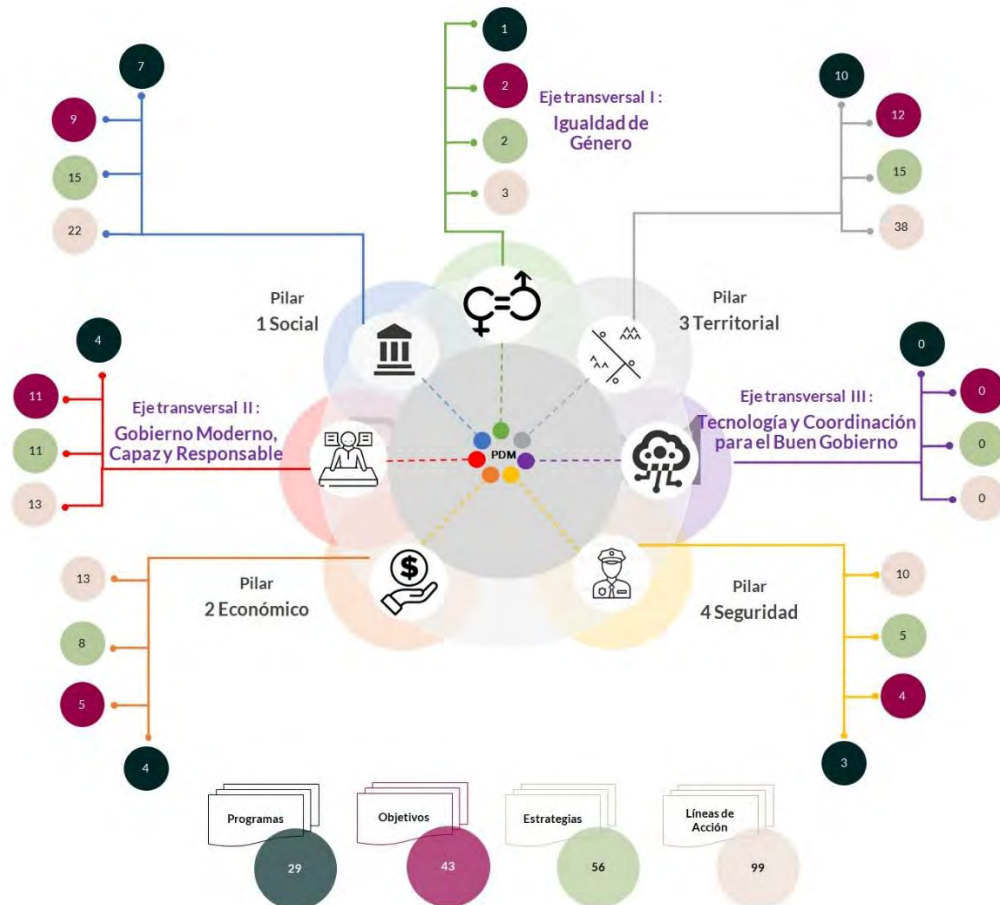 1
7
10
2
Eje transversal I :
Igualdad de
Género
9
12
2
15
15
3
22
38
Pilar
1 Social
Pilar
3 Territorial
4
0
11
Eje transversal II :
Gobierno Moderno,
Capaz y Responsable
Eje transversal III :
Tecnología y Coordinación
para el Buen Gobierno
0
11
0
PDM
13
0
$
13
Pilar
2 Económico
Pilar
4 Seguridad
10
8
5
5
4
4
3
Programas
Objetivos
Estrategias
Líneas de
Acción
29
43
56
99